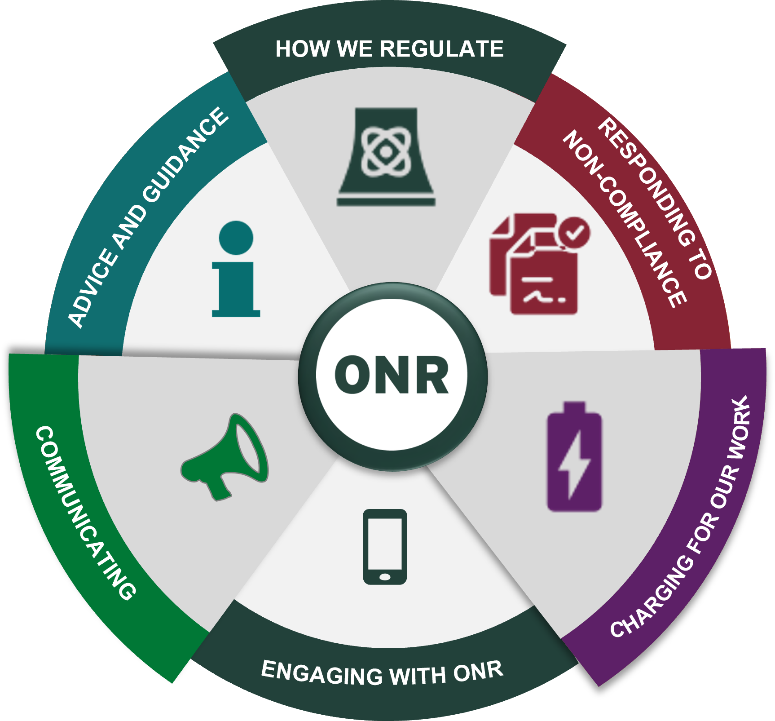 HOW WE REGULATE
RESPONDING TO
NON-COMPLIANCE
CHARGING FOR OUR WORK
ENGAGING WITH ONR
COMMUNICATING
ADVICE AND GUIDANCE
ONR